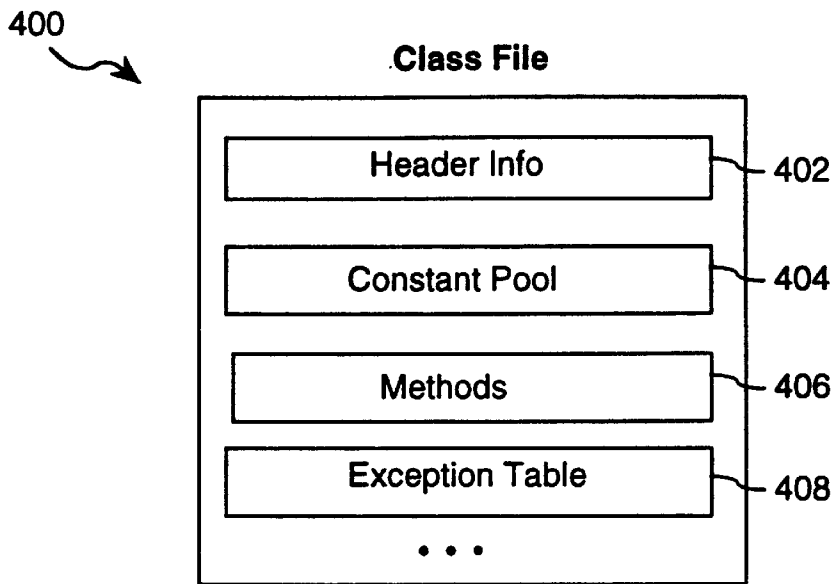 400
Class File
Header Info
402
Constant Pool
404
Methods
406
Exception Table
408
• • •